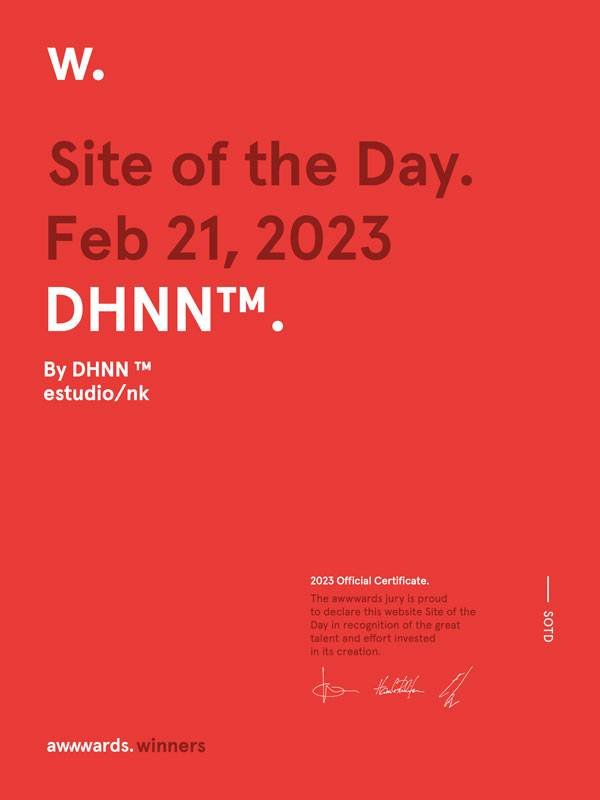 w.
Site of the Day.
Feb 21, 2023
DHNN™.
By DHNN ™
estudio/nk
2023 Official Certificate.
The awwwards jury is proud
to declare this website Site of the
Day in recognition of the great
talent and effort invested
in its creation.
SOTD
awwwards.winners